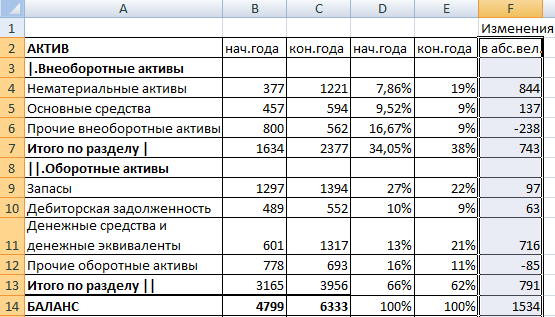 A B C D E F
1 Изменения
2 АКТИВ нач.года кон.года нач.года кон.года в абс.вел.
3 |.Внеоборотные активы
4 Нематериальные активы 377 1221 7,86% 19% 844
5 Основные средства 457 594 9,52% 9% 137
6 Прочие внеоборотные активы 800 562 16,67% 9% -238
7 Итого по разделу | 1634 2377 34,05% 38% 743
8 ||.Оборотные активы
9 Запасы 1297 1394 27% 22% 97
10 Дебиторская задолженность 489 552 10% 9% 63
Денежные средства и
11 денежные эквиваленты 601 1317 13% 21% 716
12 Прочие оборотные активы 778 693 16% 11% -85
13 Итого по разделу || 3165 3956 66% 62% 791
14 БАЛАНС 4799 6333 100% 100% 1534